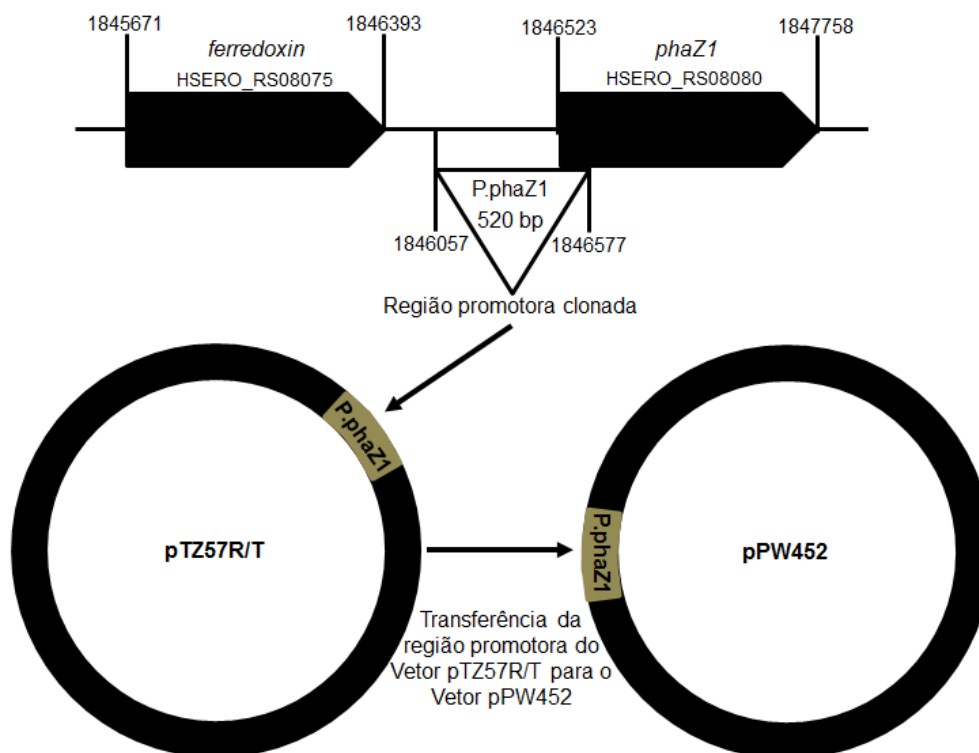 1845671
1846393
1846523
1847758
ferredoxin
HSERO_RS08075
phaZ1
HSERO_RS08080
P.phaZ1
520 bp
1846057
1846577
Região promotora clonada
P.phaZ1
pTZ57R/T
P.phaZ1
pPW452
Transferência da
região promotora do
Vetor pTZ57R/T para o
Vetor pPW452